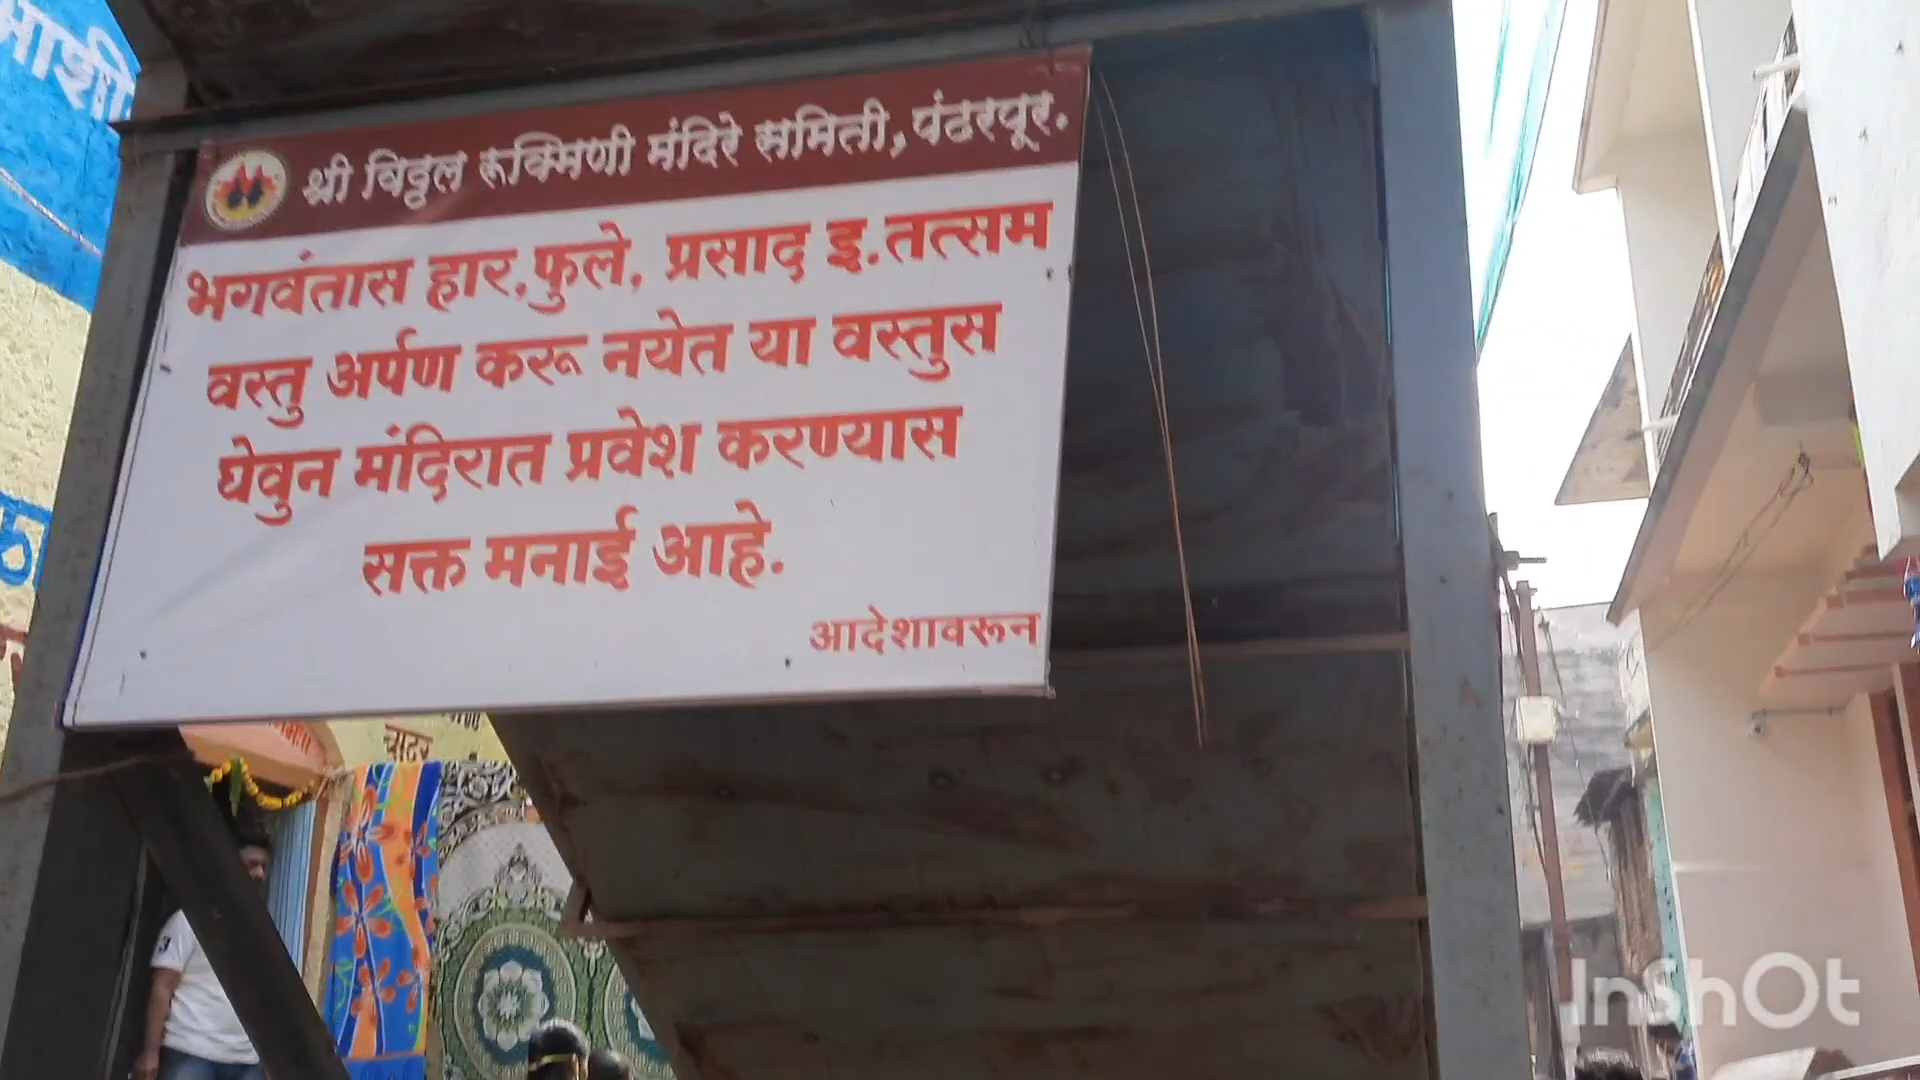 माशी
श्री विठ्ठल रूक्मिणी मंदिरे समिती, पंढरपूर.
भगवंतास हार,फुले, प्रसाद इ.तत्सम
वस्तु अर्पण करू नयेत या वस्तुस
घेवुन मंदिरात प्रवेश करण्यास
सक्त मनाई आहे.
आदेशावरून
चादर
InShOt